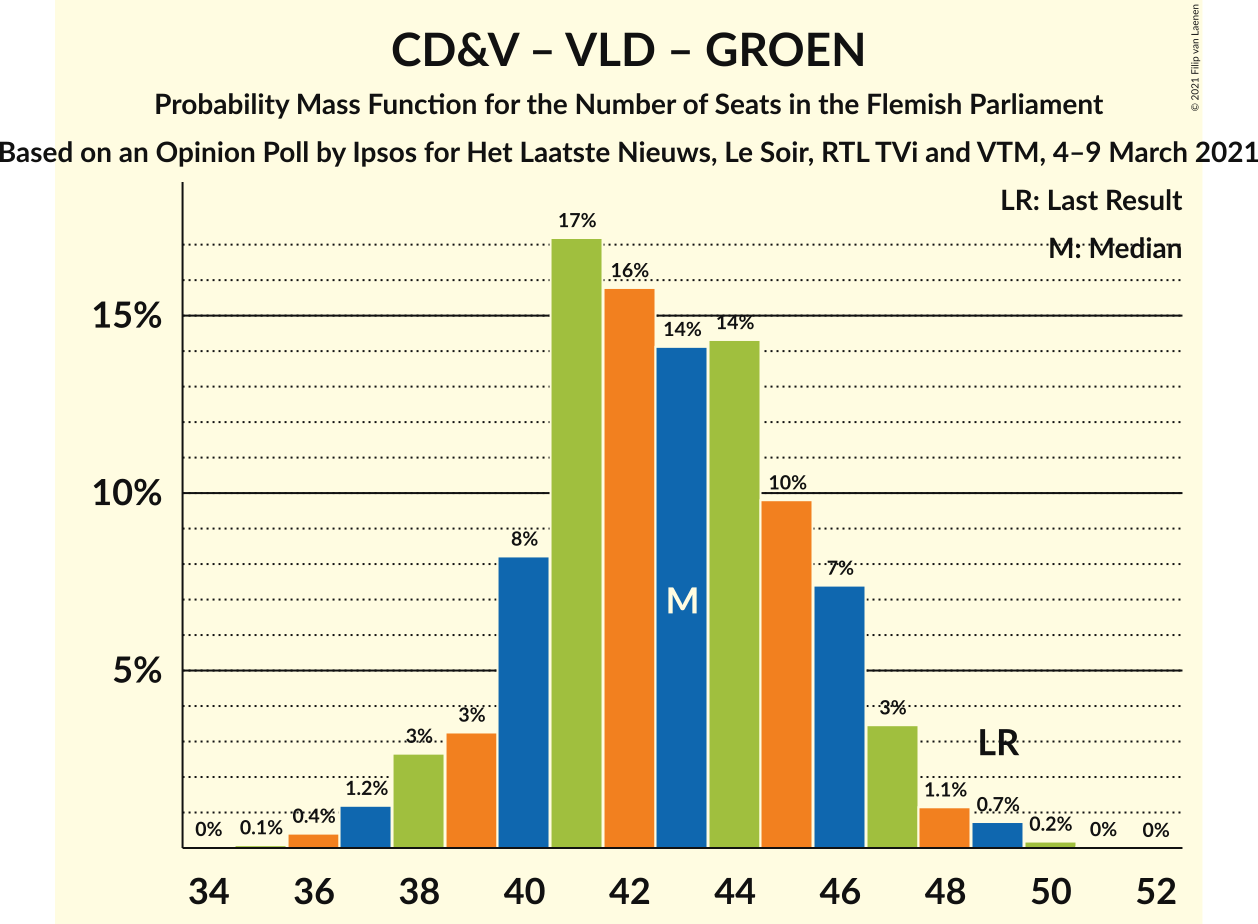 CD&V – VLD – GROEN
Probability Mass Function for the Number of Seats in the Flemish Parliament
Based on an Opinion Poll by Ipsos for Het Laatste Nieuws, Le Soir, RTL TVi and VTM, 4–9 March 2021
© 2021 Filip van Laenen
LR: Last Result
M: Median
15%
10%
5%
0%
0.1%
0.4%
1.2%
3%
3%
8%
17%
16%
14%
14%
10%
7%
3%
1.1%
0.7%
0.2%
0%
0%
M
LR
34 36 38 40 42 44 46 48 50 52